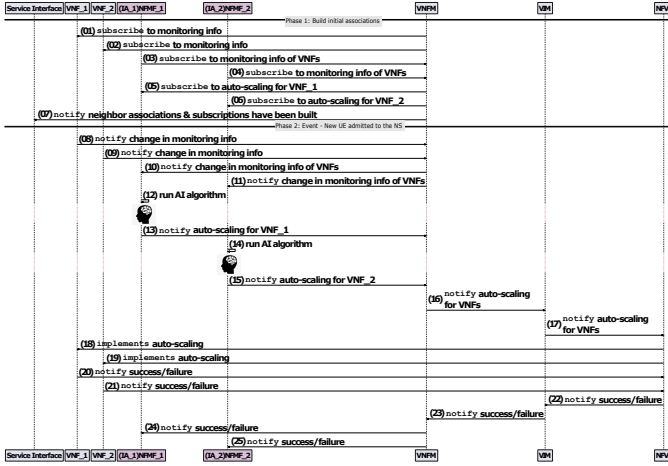 Service Interface VNF_1 VNF_2 (IA_1)NFMF_1 (IA_2)NFMF_2 VNFM VIM NFV
Phase 1: Build initial associations
(01) subscribe to monitoring info
(02) subscribe to monitoring info
(03) subscribe to monitoring info of VNFs
(04) subscribe to monitoring info of VNFs
(05) subscribe to auto-scaling for VNF_1
(06) subscribe to auto-scaling for VNF_2
(07) notify neighbor associations & subscriptions have been built
Phase 2: Event - New UE admitted to the NS
(08) notify change in monitoring info
(09) notify change in monitoring info
(10) notify change in monitoring info of VNFs
(11) notify change in monitoring info of VNFs
(12) run AI algorithm
(13) notify auto-scaling for VNF_1
(14) run AI algorithm
(15) notify auto-scaling for VNF_2
(16) notify auto-scaling
for VNFs
(17) notify auto-scaling
for VNFs
(18) implements auto-scaling
(19) implements auto-scaling
(20) notify success/failure
(21) notify success/failure
(22) notify success/failure
(23) notify success/failure
(24) notify success/failure
(25) notify success/failure
Service Interface VNF_1 VNF_2 (IA_1)NFMF_1 (IA_2)NFMF_2 VNFM VIM NFV